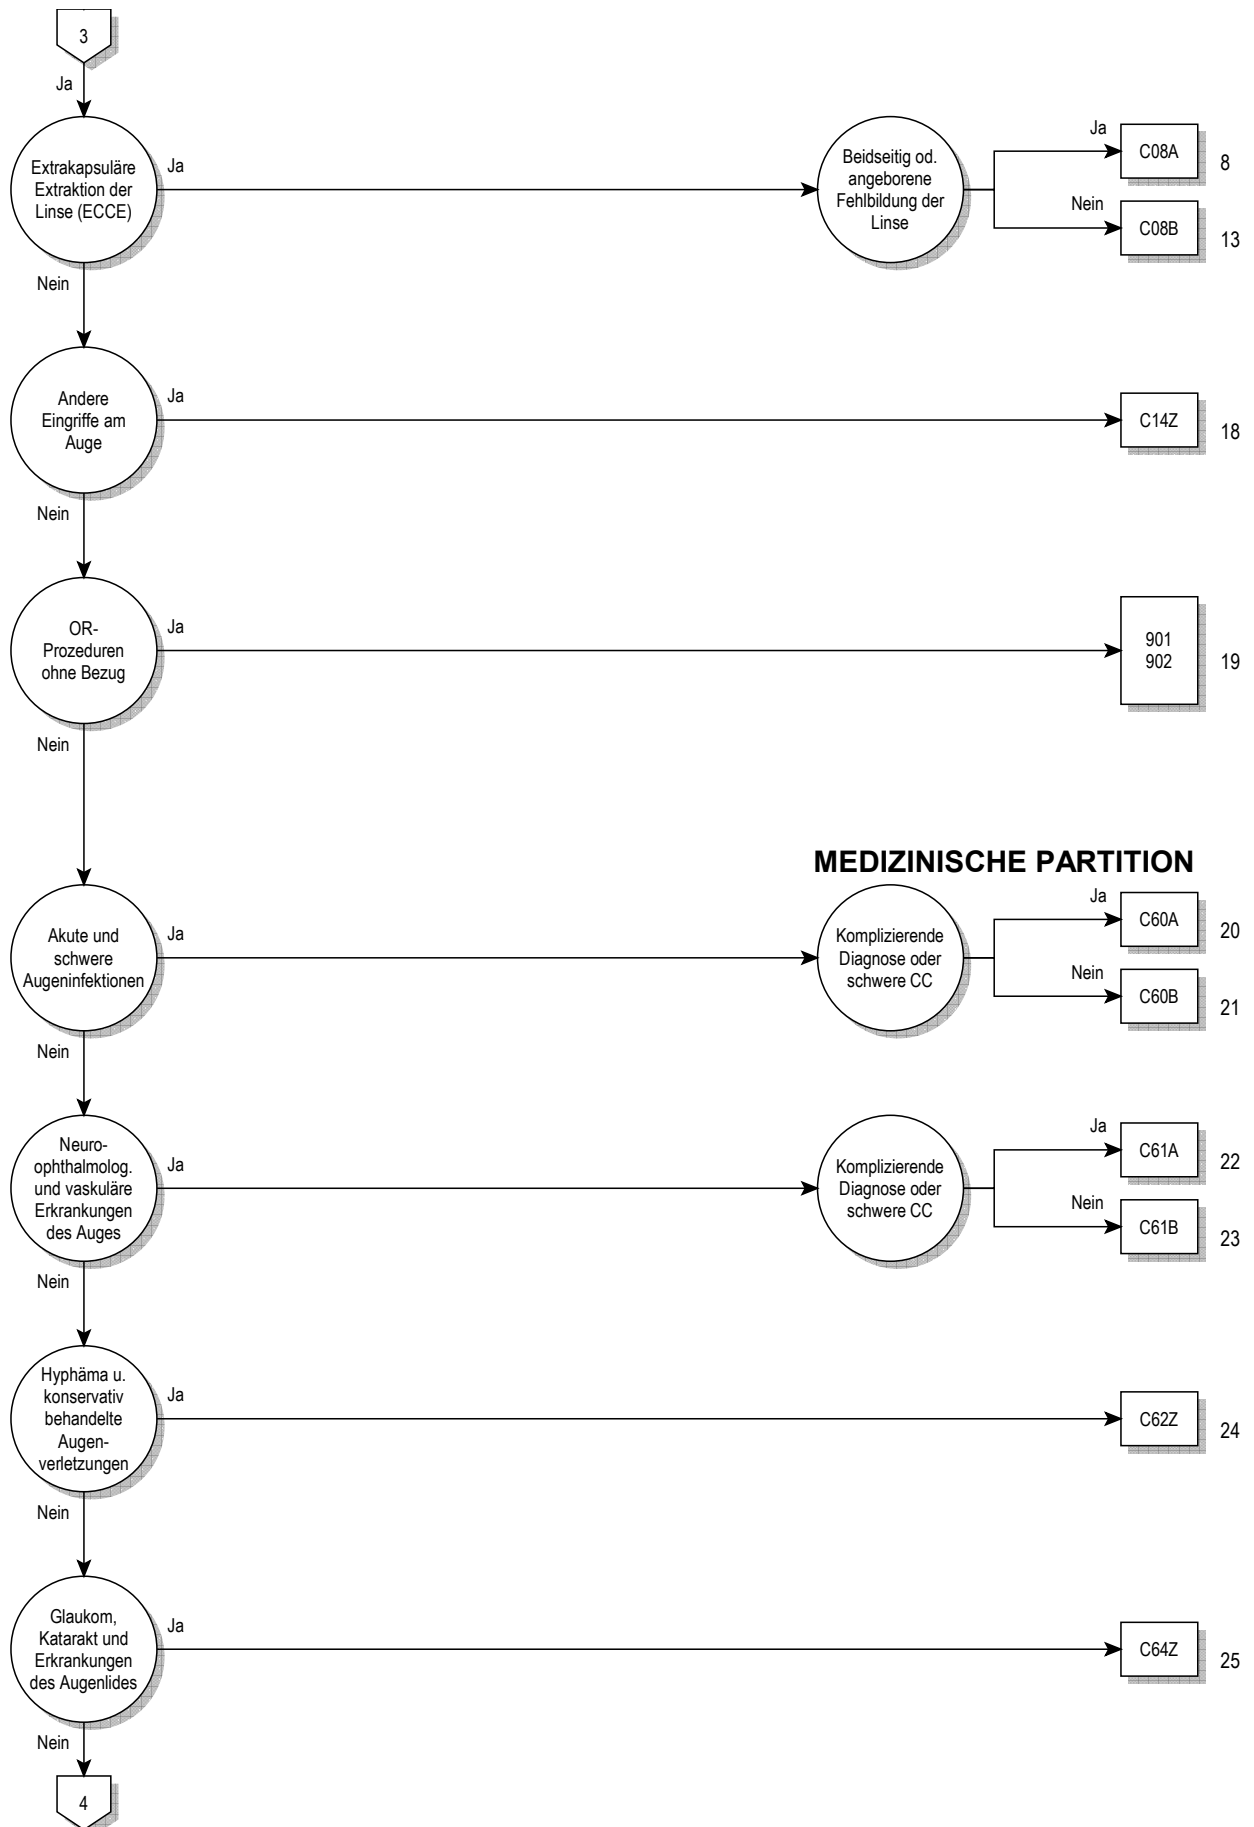 3
Ja
Extrakapsuläre
Extraktion der
Linse (ECCE)
Ja
Beidseitig od.
angeborene
Fehlbildung der
Linse
Ja
C08A
8
Nein
C08B
13
Nein
Andere
Eingriffe am
Auge
Ja
C14Z
18
Nein
OR-
Prozeduren
ohne Bezug
Ja
901
902
19
Nein
MEDIZINISCHE PARTITION
Akute und
schwere
Augeninfektionen
Ja
Komplizierende
Diagnose oder
schwere CC
Ja
C60A
20
Nein
C60B
21
Nein
Neuro-
ophthalmolog.
und vaskuläre
Erkrankungen
des Auges
Ja
Komplizierende
Diagnose oder
schwere CC
Ja
C61A
22
Nein
C61B
23
Nein
Hyphäma u.
konservativ
behandelte
Augen-
verletzungen
Ja
C62Z
24
Nein
Glaukom,
Katarakt und
Erkrankungen
des Augenlides
Ja
C64Z
25
Nein
4